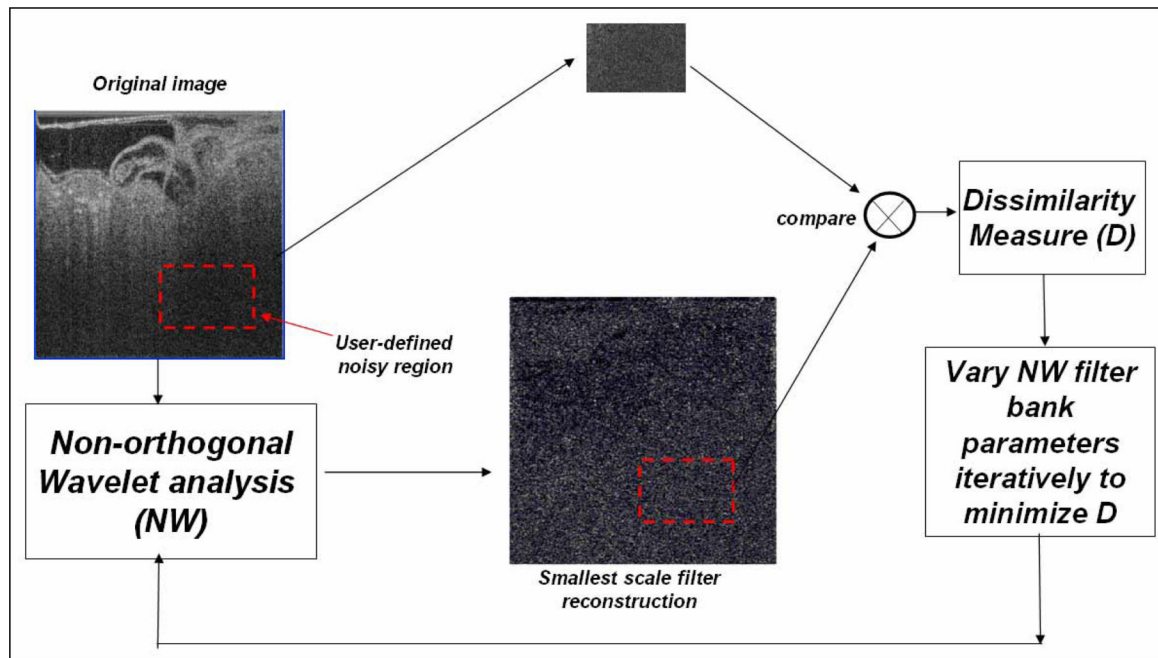 Original image
compare
Dissimilarity
Measure (D)
User-defined
noisy region
Non-orthogonal
Wavelet analysis
(NW)
Smallest scale filter
reconstruction
Vary NW filter
bank
parameters
iteratively to
minimize D